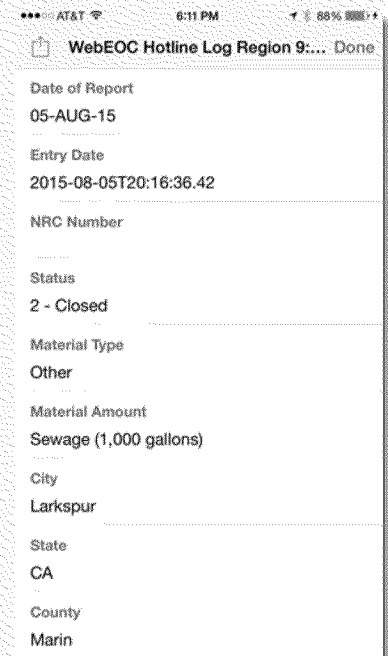 AT&T 6:11 PM 88%
WebEOC Hotline Log Region 9:... Done
Date of Report
05-AUG-15
Entry Date
2015-08-05T20:16:36.42
NRC Number
Status
2 - Closed
Material Type
Other
Material Amount
Sewage (1,000 gallons)
City
Larkspur
State
CA
County
Marin